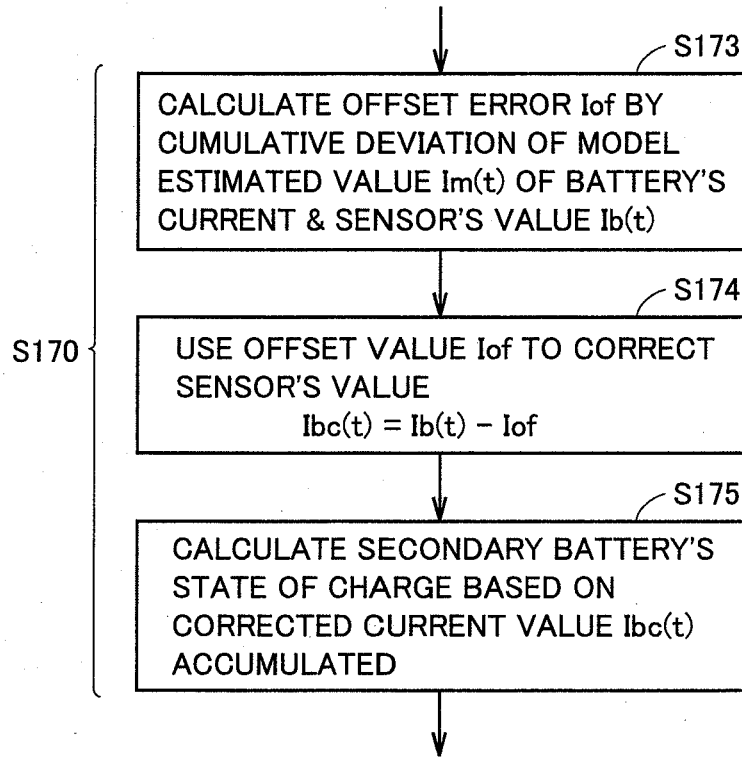 S173
CALCULATE OFFSET ERROR Iof BY
CUMULATIVE DEVIATION OF MODEL
ESTIMATED VALUE Im(t) OF BATTERY'S
CURRENT & SENSOR'S VALUE Ib(t)
S174
S170
USE OFFSET VALUE Iof TO CORRECT
SENSOR'S VALUE
Ibc(t) = Ib(t) − Iof
S175
CALCULATE SECONDARY BATTERY'S
STATE OF CHARGE BASED ON
CORRECTED CURRENT VALUE Ibc(t)
ACCUMULATED